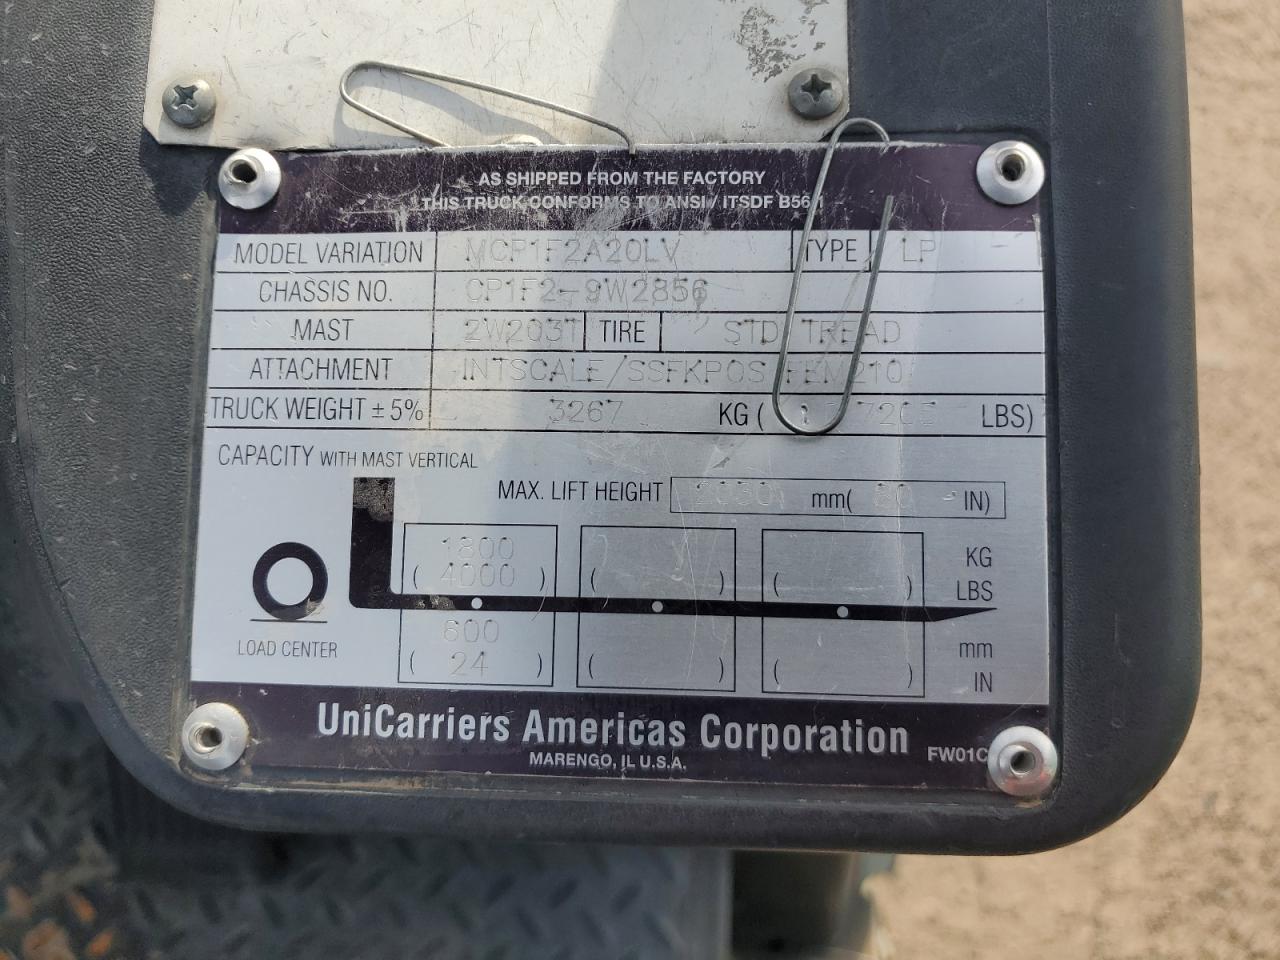 AS SHIPPED FROM THE FACTORY
THIS TRUCK CONFORMS TO ANSI / ITSDF B56.1
MODEL VARIATION MCP1F2A20LV TYPE LP
CHASSIS NO. CP1F2-9W2856
MAST 2W203T TIRE STD TREAD
ATTACHMENT INTSCALE/SSFKPOS FEM210
TRUCK WEIGHT ± 5% 3267 KG ( LBS)
CAPACITY WITH MAST VERTICAL
MAX. LIFT HEIGHT 2030 mm( 80 IN)
1800 KG
( 4000 ) ( ) ( ) LBS
600 mm
LOAD CENTER ( 24 ) ( ) ( ) IN
UniCarriers Americas Corporation
MARENGO, IL U.S.A. FW01C